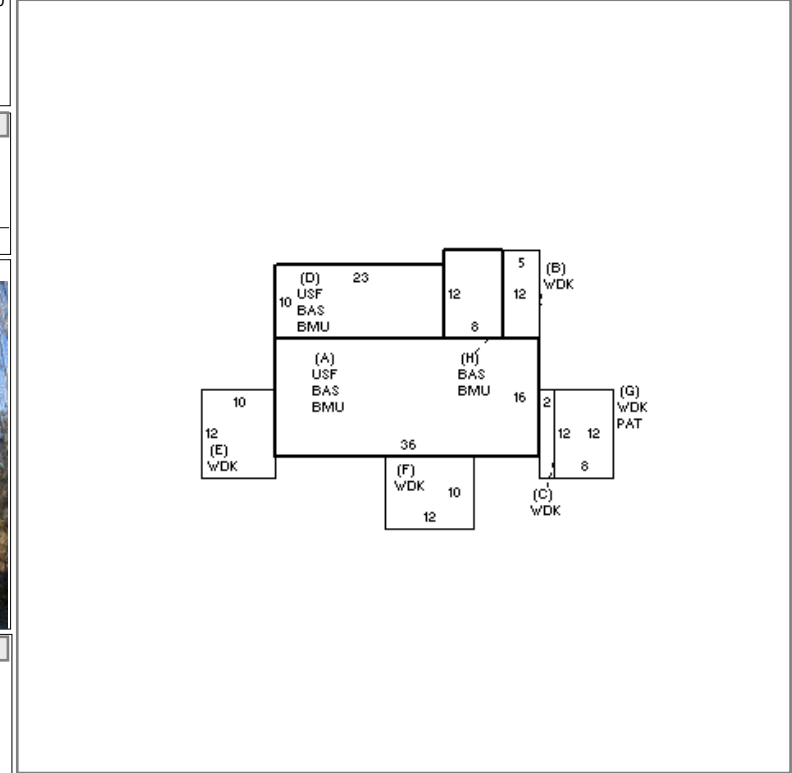 5
(B)
WDK
(D) 23
10 USF
BAS
BMU
12
12
8
(A)
USF
BAS
BMU
(H)
BAS
BMU
16
2
(G)
WDK
PAT
10
12
(E)
WDK
12 12
8
36
(F)
WDK
10
12
(C)
WDK